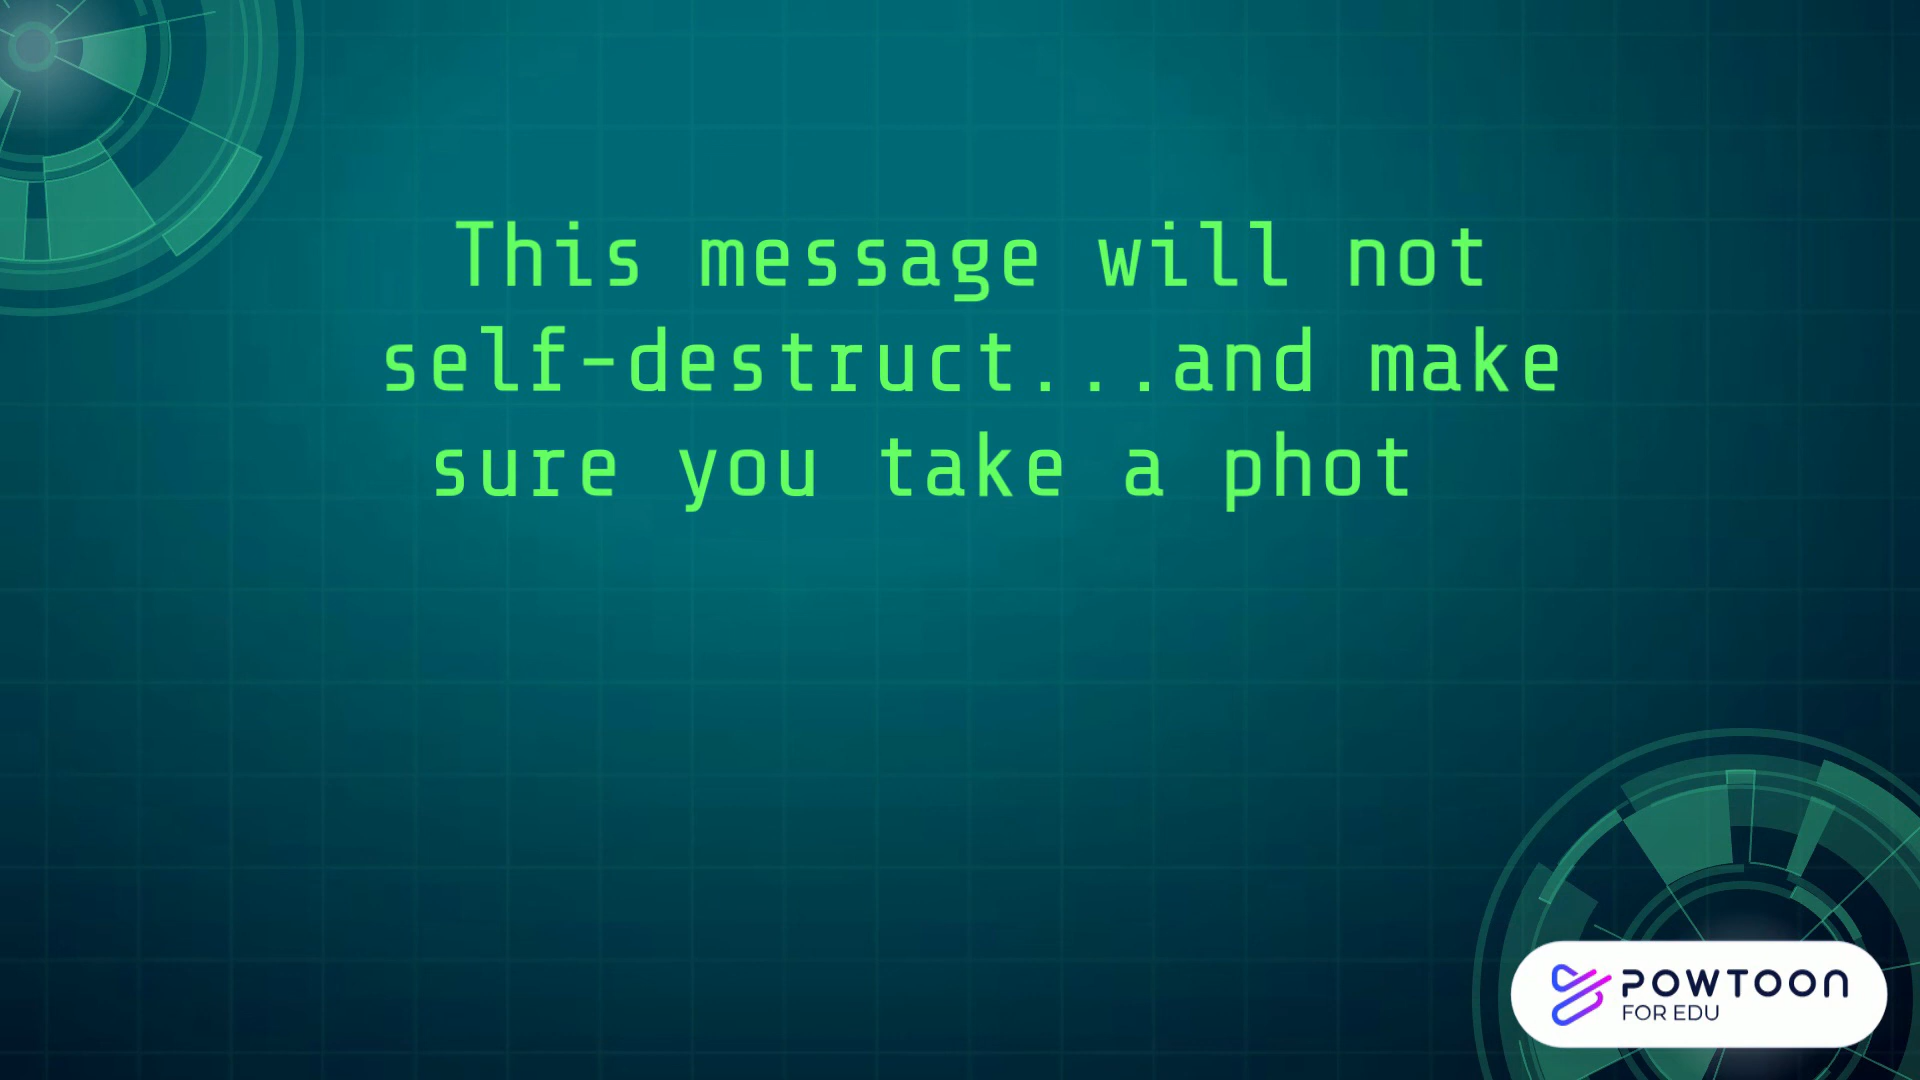 This message will not
self-destruct...and make
sure you take a phot
POWTOON
FOR EDU